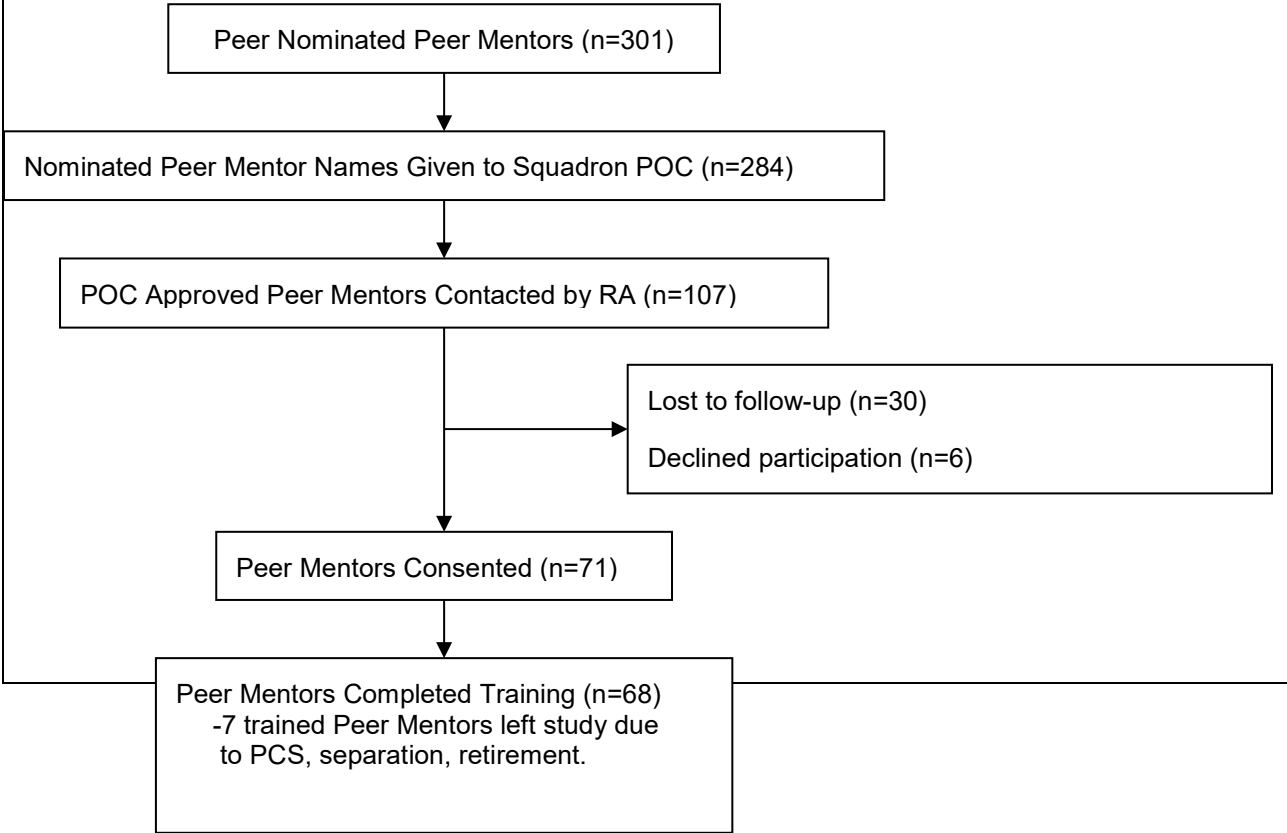 Peer Nominated Peer Mentors (n=301)
Nominated Peer Mentor Names Given to Squadron POC (n=284)
POC Approved Peer Mentors Contacted by RA (n=107)
Lost to follow-up (n=30)
Declined participation (n=6)
Peer Mentors Consented (n=71)
Peer Mentors Completed Training (n=68)
-7 trained Peer Mentors left study due
to PCS, separation, retirement.